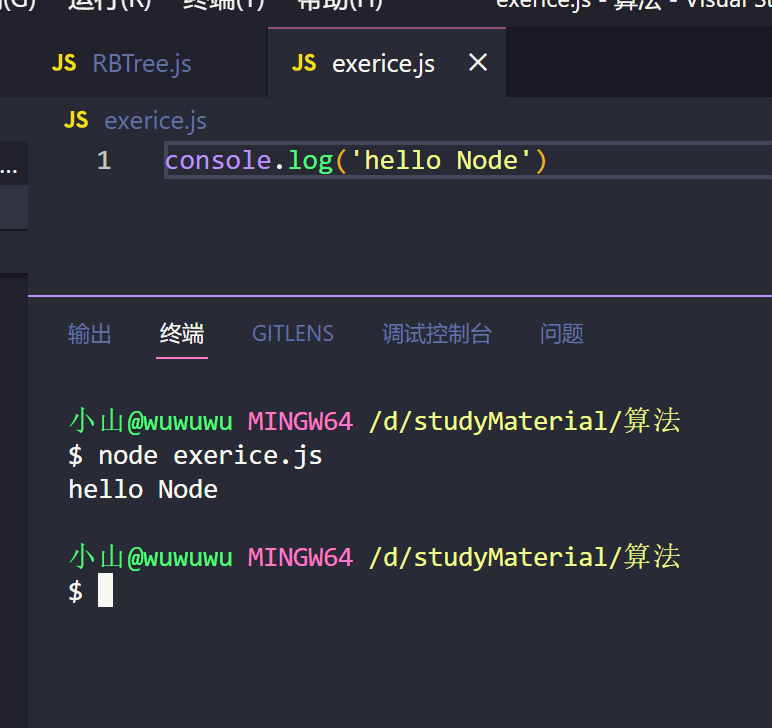 运行(R) 终端(T) 帮助(H) exerice.js - 算法 - Visual
JS RBTree.js JS exerice.js ×
JS exerice.js
1 console.log('hello Node')
...
输出 终端 GITLENS 调试控制台 问题
小山@wuwuwu MINGW64 /d/studyMaterial/算法
$ node exerice.js
hello Node
小山@wuwuwu MINGW64 /d/studyMaterial/算法
$